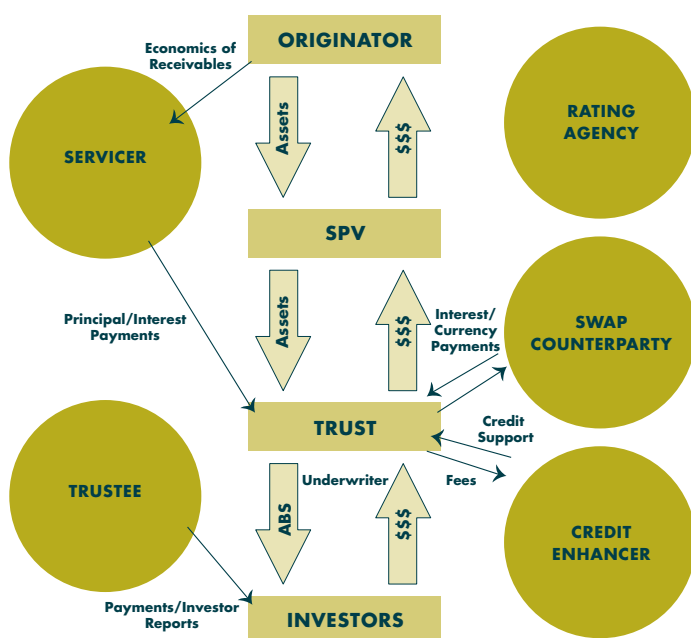 ORIGINATOR
Economics of
Receivables
RATING
AGENCY
SERVICER
Assets
$$$
SPV
Principal/Interest
Payments
Assets
$$$
Interest/
Currency
Payments
SWAP
COUNTERPARTY
TRUST
Credit
Support
TRUSTEE
Underwriter
Fees
ABS
$$$
CREDIT
ENHANCER
Payments/Investor
Reports
INVESTORS